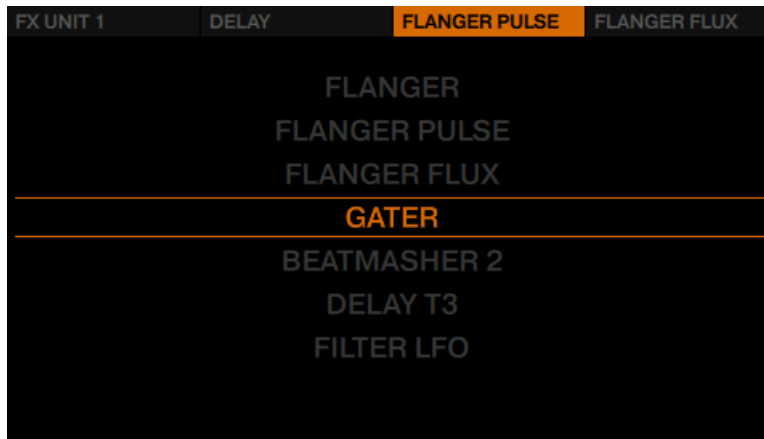 FX UNIT 1 DELAY FLANGER PULSE FLANGER FLUX
FLANGER
FLANGER PULSE
FLANGER FLUX
GATER
BEATMASHER 2
DELAY T3
FILTER LFO